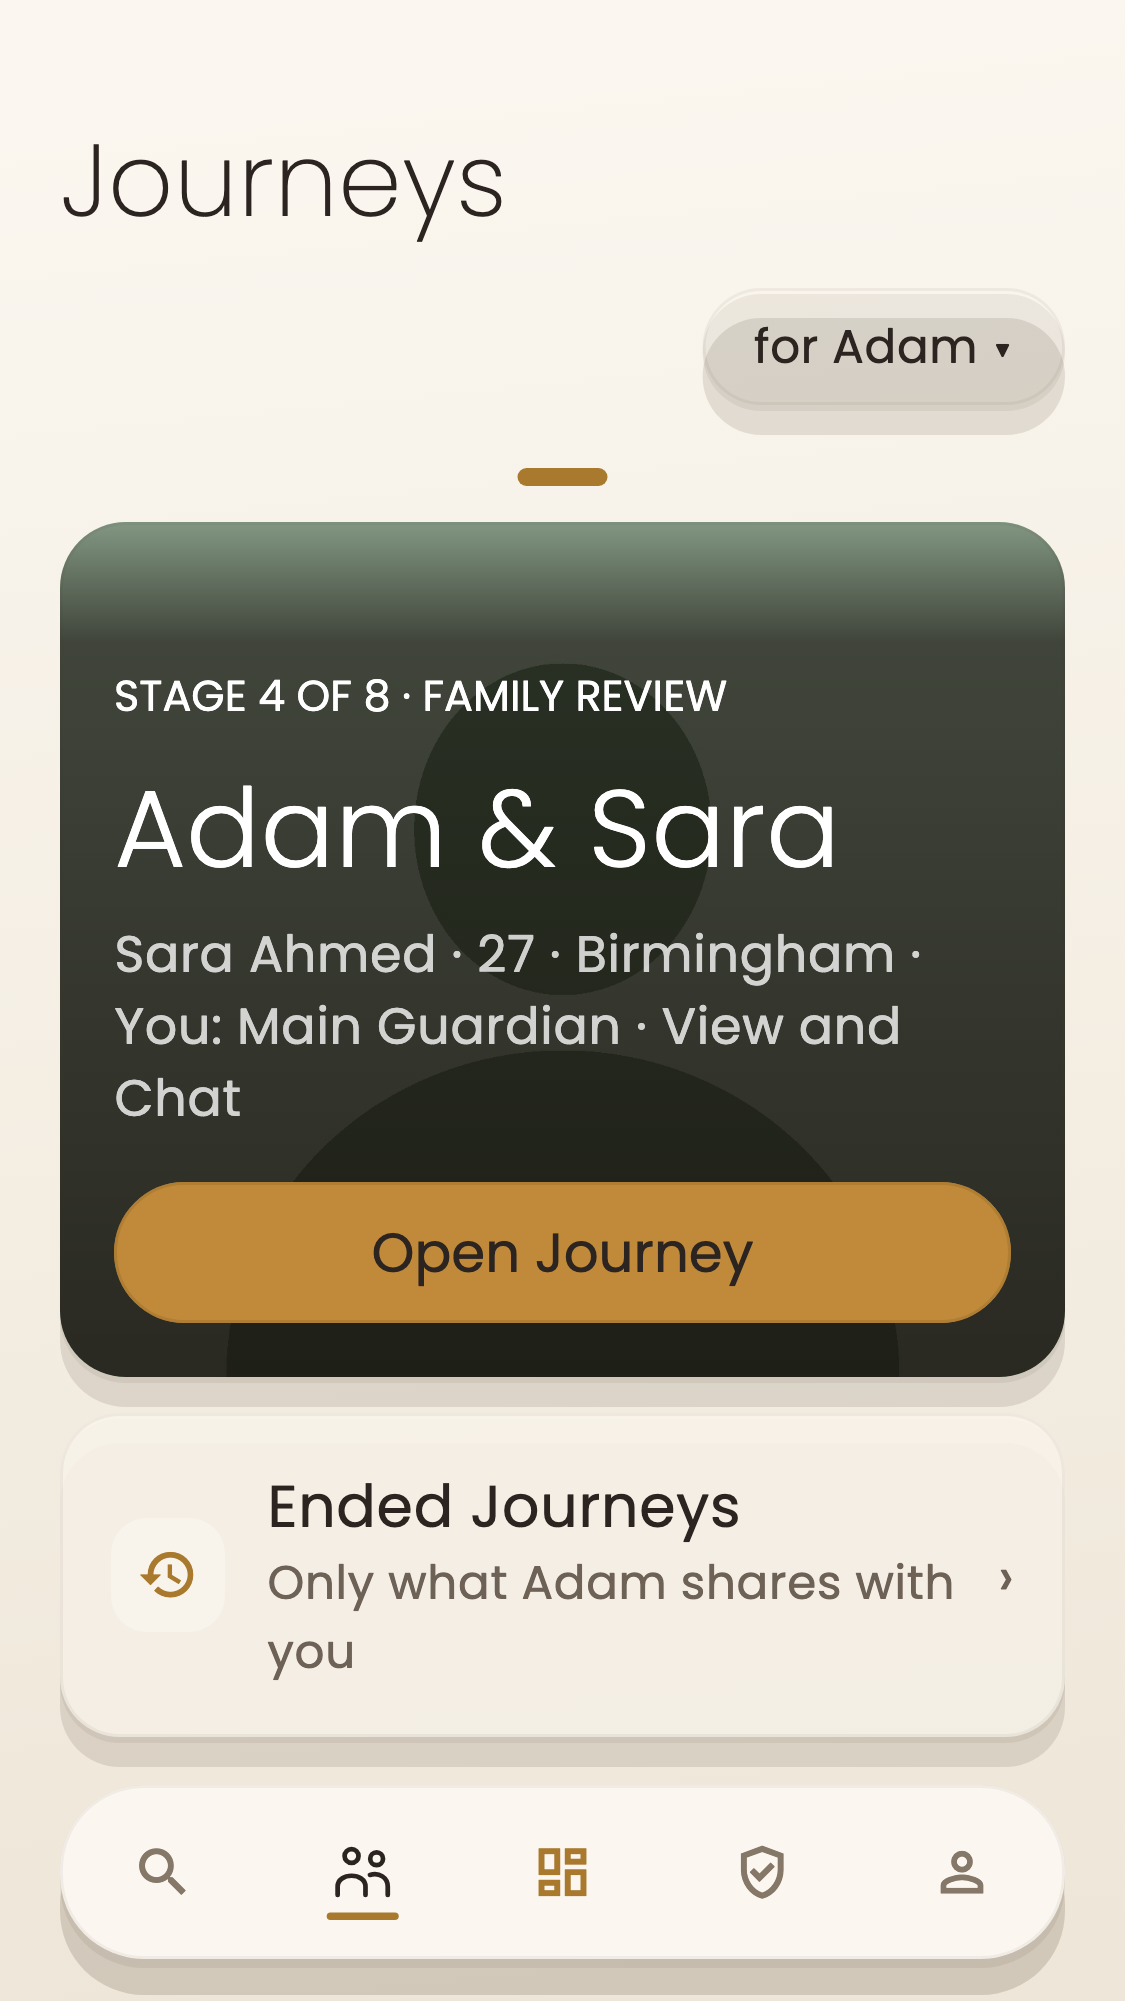 Journeys
for Adam ▾
STAGE 4 OF 8 · FAMILY REVIEW
Adam & Sara
Sara Ahmed · 27 · Birmingham ·
You: Main Guardian · View and
Chat
Open Journey
Ended Journeys
Only what Adam shares with
you
›